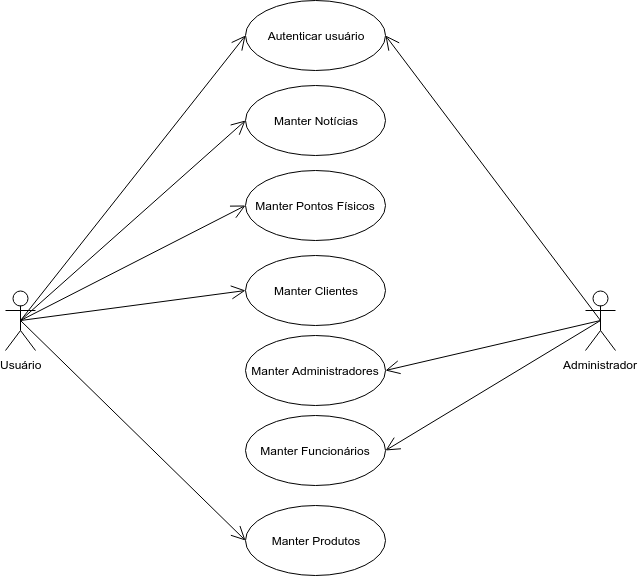 Autenticar usuário
Manter Notícias
Manter Pontos Físicos
Manter Clientes
Usuário
Administrador
Manter Administradores
Manter Funcionários
Manter Produtos